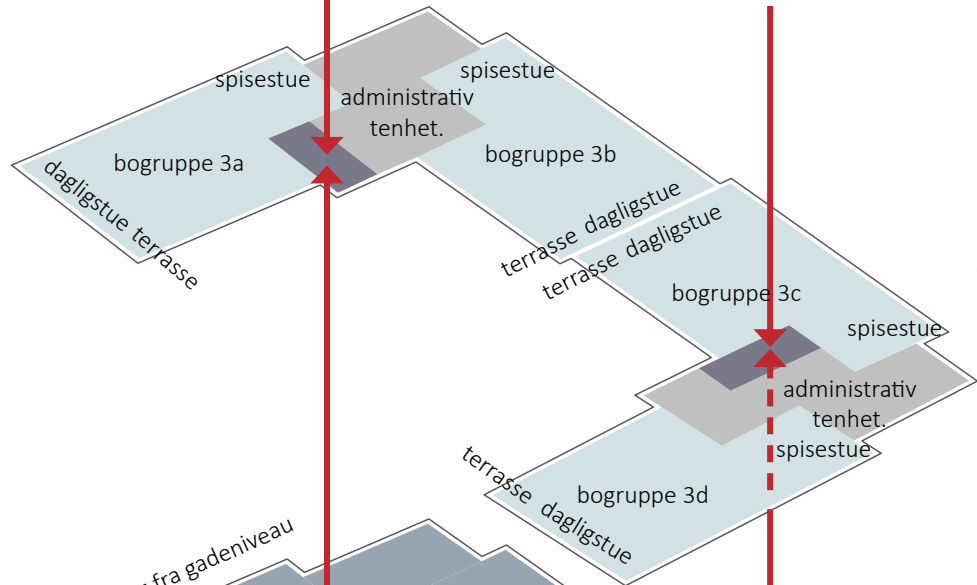 spisestue
spisestue
administrativ
tenhet.
bogruppe 3a
bogruppe 3b
dagligstue terrasse
terrasse dagligstue
terrasse dagligstue
bogruppe 3c
spisestue
administrativ
tenhet.
spisestue
terrasse dagligstue
bogruppe 3d
fra gadeniveau